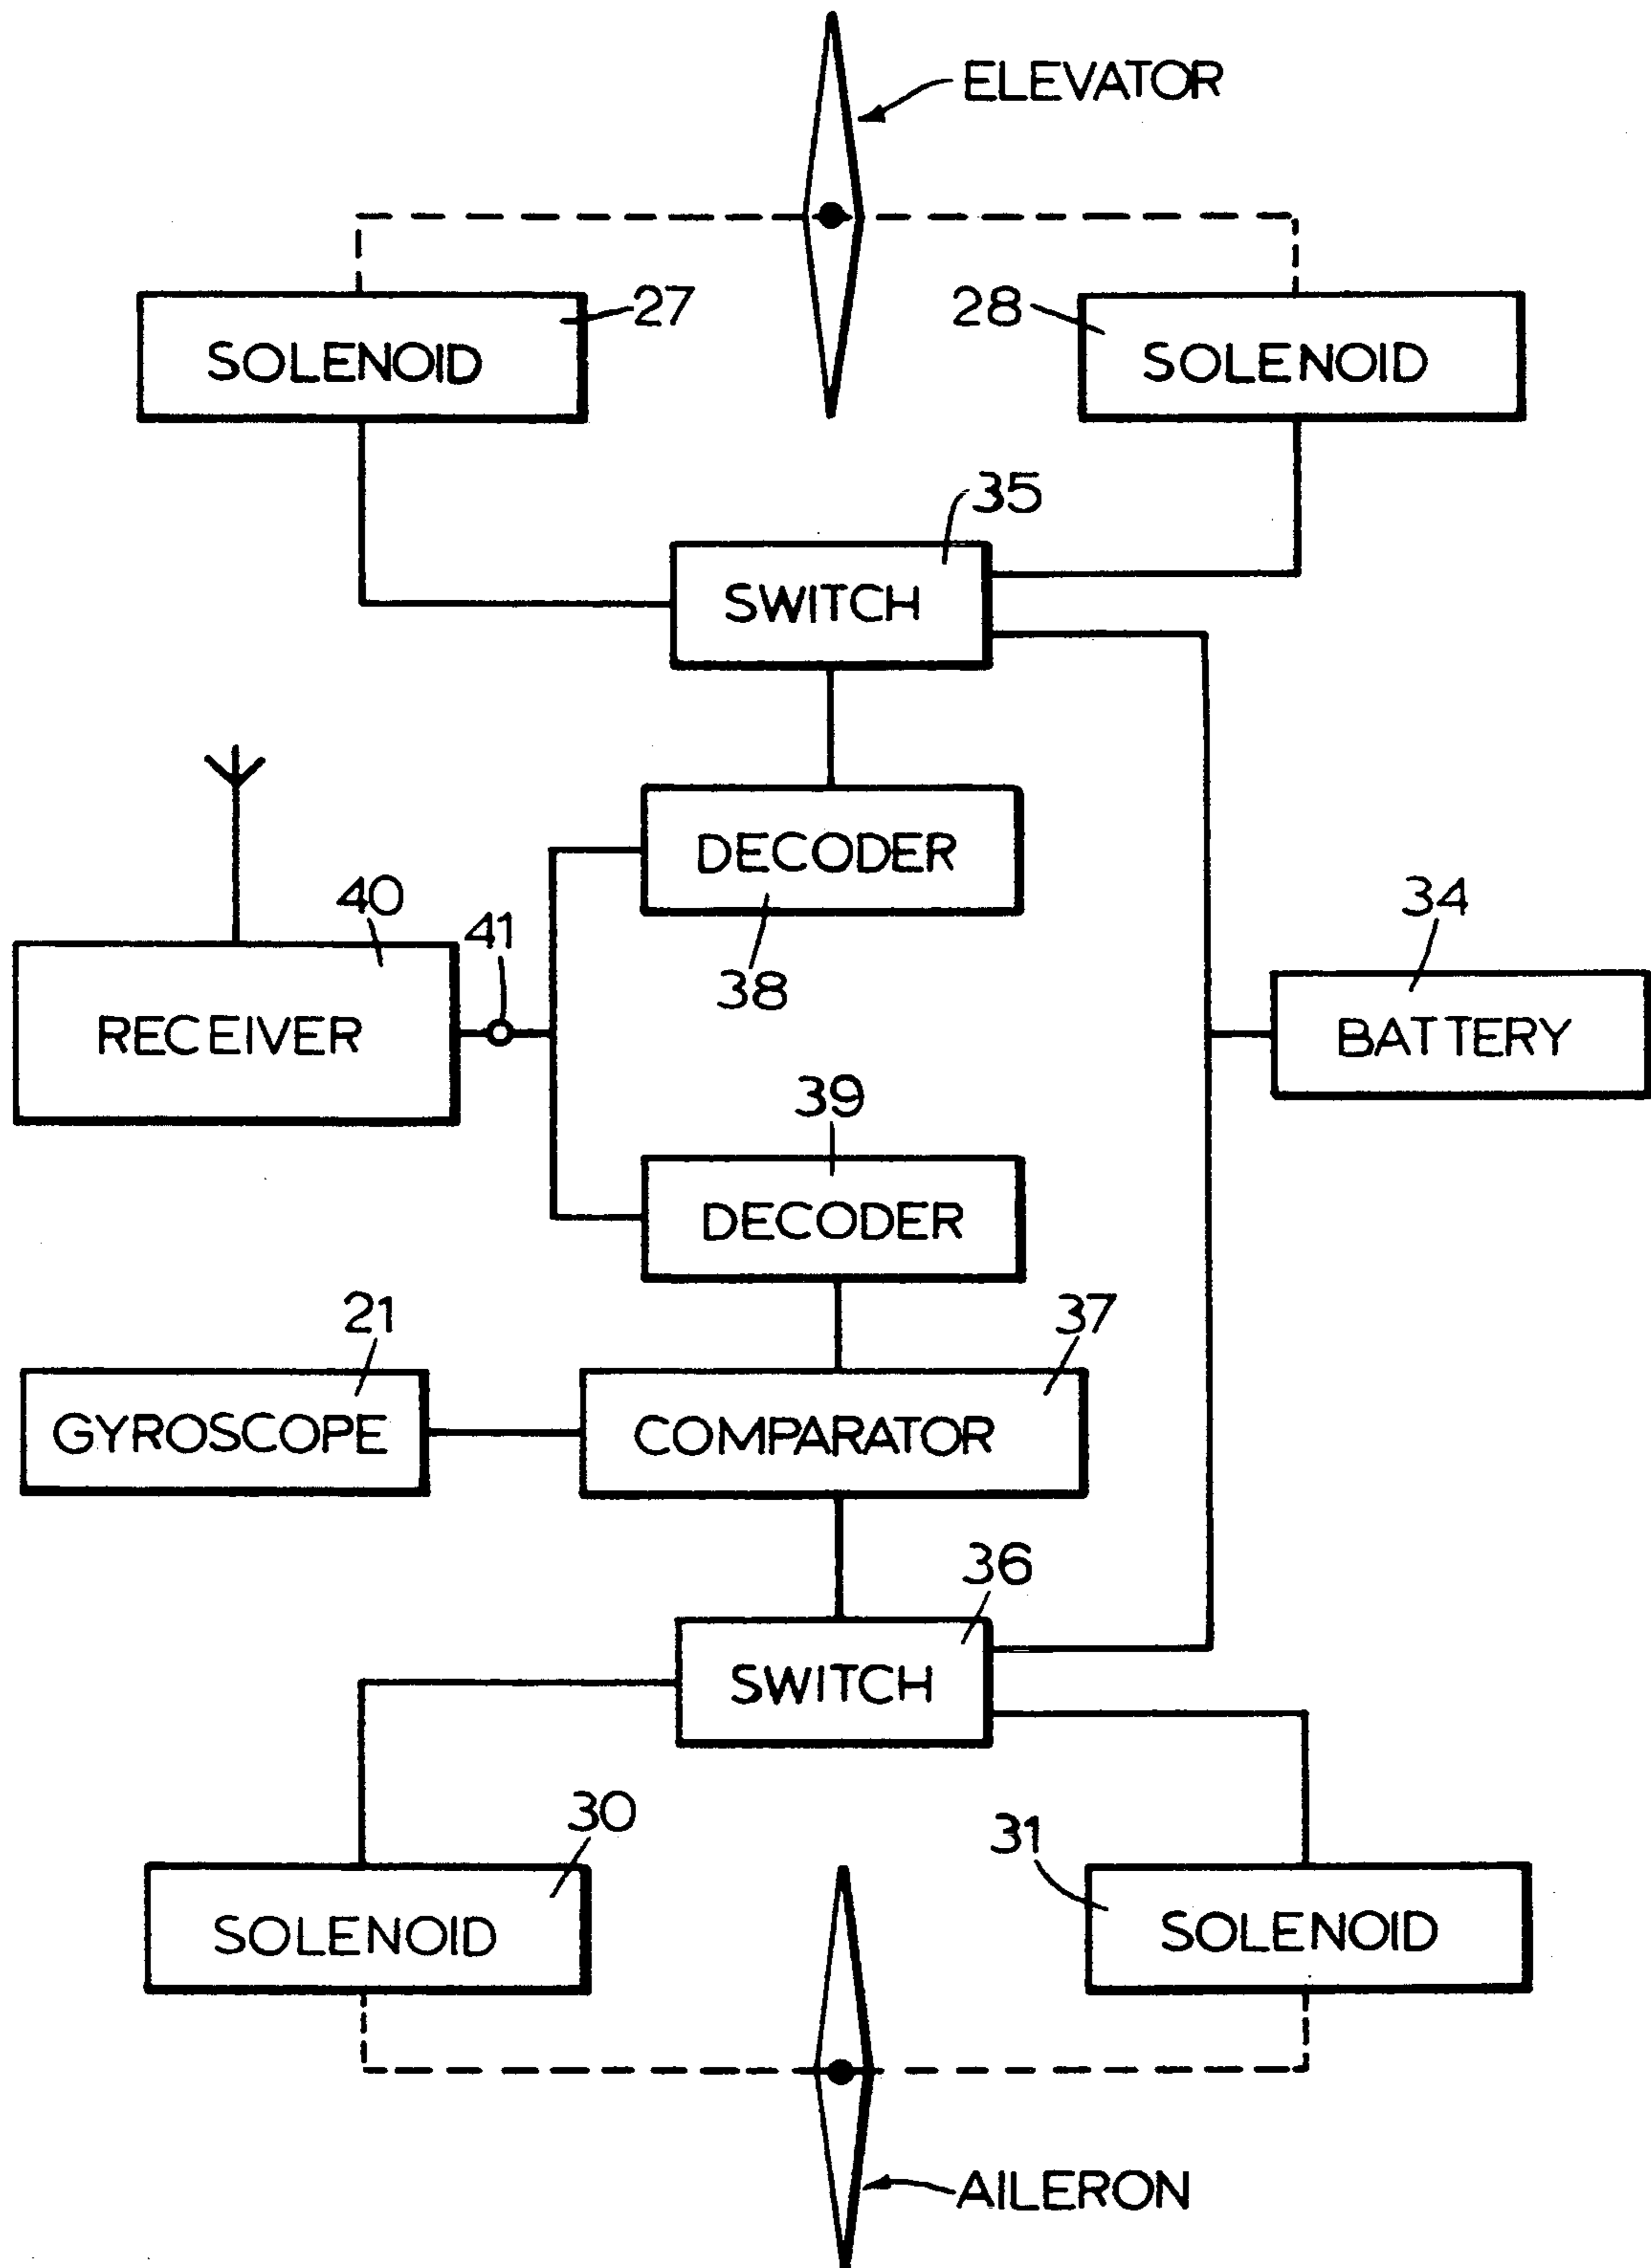 ELEVATOR
27
28
SOLENOID
SOLENOID
35
SWITCH
DECODER
38
40
41
RECEIVER
34
BATTERY
39
DECODER
21
37
GYROSCOPE
COMPARATOR
36
SWITCH
30
31
SOLENOID
SOLENOID
AILERON